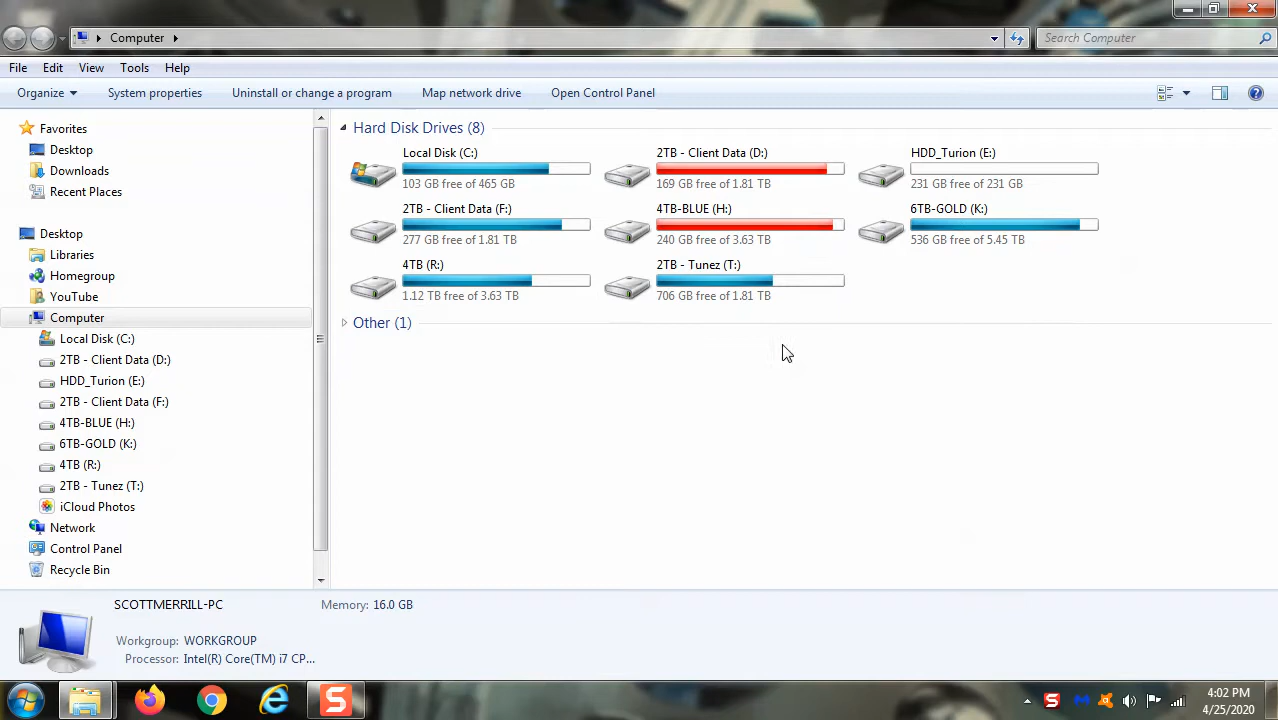 Computer
Search Computer
File Edit View Tools Help
Organize System properties Uninstall or change a program Map network drive Open Control Panel
Favorites
Desktop
Downloads
Recent Places
Desktop
Libraries
Homegroup
YouTube
Computer
Local Disk (C:)
2TB - Client Data (D:)
HDD_Turion (E:)
2TB - Client Data (F:)
4TB-BLUE (H:)
6TB-GOLD (K:)
4TB (R:)
2TB - Tunez (T:)
iCloud Photos
Network
Control Panel
Recycle Bin
Hard Disk Drives (8)
Local Disk (C:)
103 GB free of 465 GB
2TB - Client Data (D:)
169 GB free of 1.81 TB
HDD_Turion (E:)
231 GB free of 231 GB
2TB - Client Data (F:)
277 GB free of 1.81 TB
4TB-BLUE (H:)
240 GB free of 3.63 TB
6TB-GOLD (K:)
536 GB free of 5.45 TB
4TB (R:)
1.12 TB free of 3.63 TB
2TB - Tunez (T:)
706 GB free of 1.81 TB
Other (1)
SCOTTMERRILL-PC Memory: 16.0 GB
Workgroup: WORKGROUP
Processor: Intel(R) Core(TM) i7 CP...
4:02 PM
4/25/2020